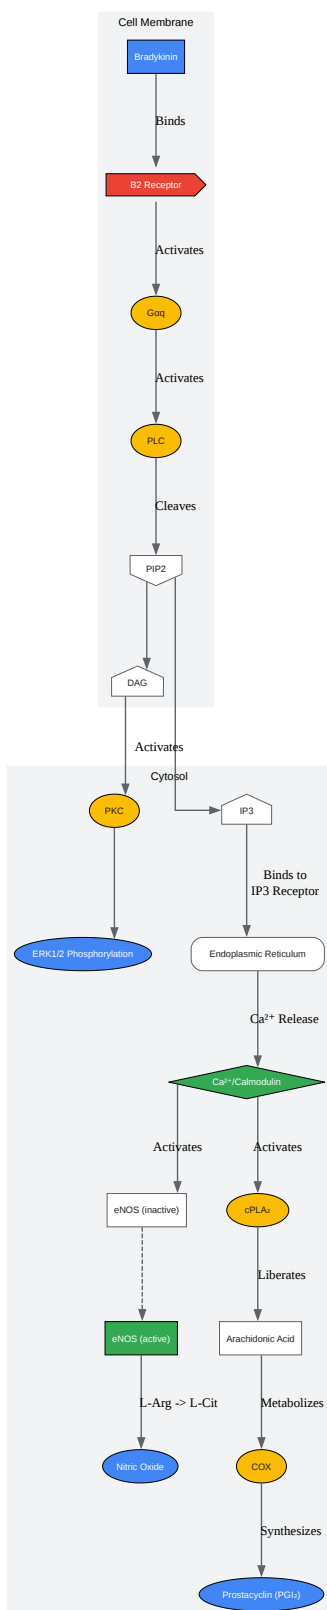 Cell Membrane
Bradykinin
Binds
B2 Receptor
Activates
Gαq
Activates
PLC
Cleaves
PIP2
DAG
Activates
Cytosol
PKC
IP3
Binds to
IP3 Receptor
ERK1/2 Phosphorylation
Endoplasmic Reticulum
Ca²⁺ Release
Ca²⁺/Calmodulin
Activates
Activates
eNOS (inactive)
cPLA₂
Liberates
eNOS (active)
Arachidonic Acid
L-Arg -> L-Cit
Metabolizes
Nitric Oxide
COX
Synthesizes
Prostacyclin (PGI₂)